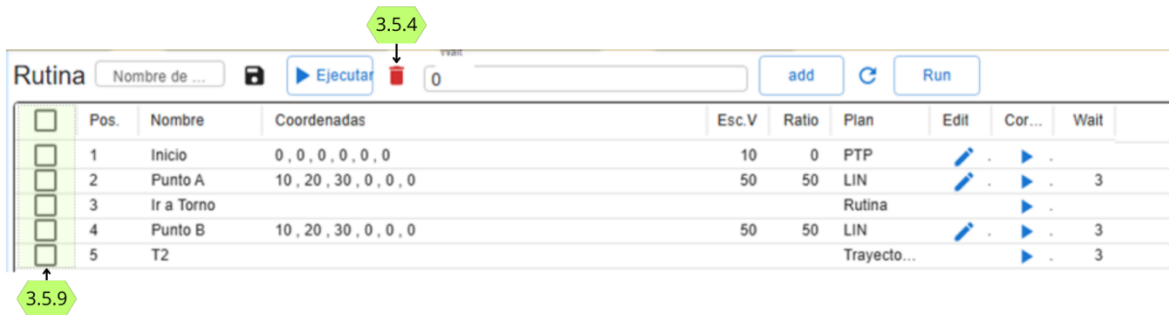 3.5.4
Wait
Rutina Nombre de ... Ejecutar 0 add Run
Pos. Nombre Coordenadas Esc.V Ratio Plan Edit Cor... Wait
1 Inicio 0 , 0 , 0 , 0 , 0 , 0 10 0 PTP . .
2 Punto A 10 , 20 , 30 , 0 , 0 , 0 50 50 LIN . . 3
3 Ir a Torno Rutina .
4 Punto B 10 , 20 , 30 , 0 , 0 , 0 50 50 LIN . . 3
5 T2 Trayecto... . 3
3.5.9